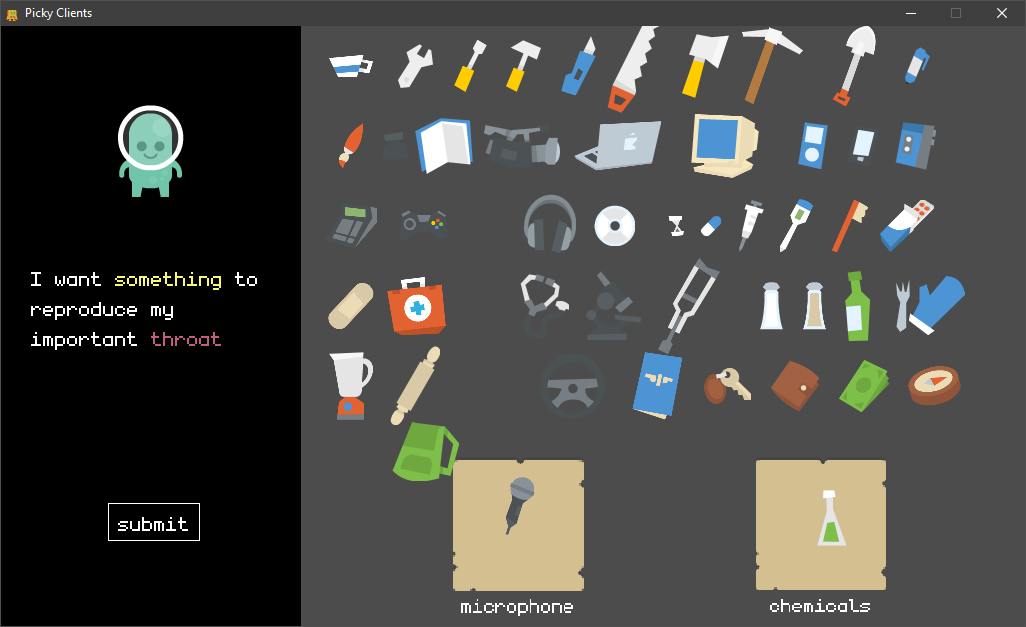 Picky Clients
I want something to
reproduce my
important throat
submit
microphone
chemicals